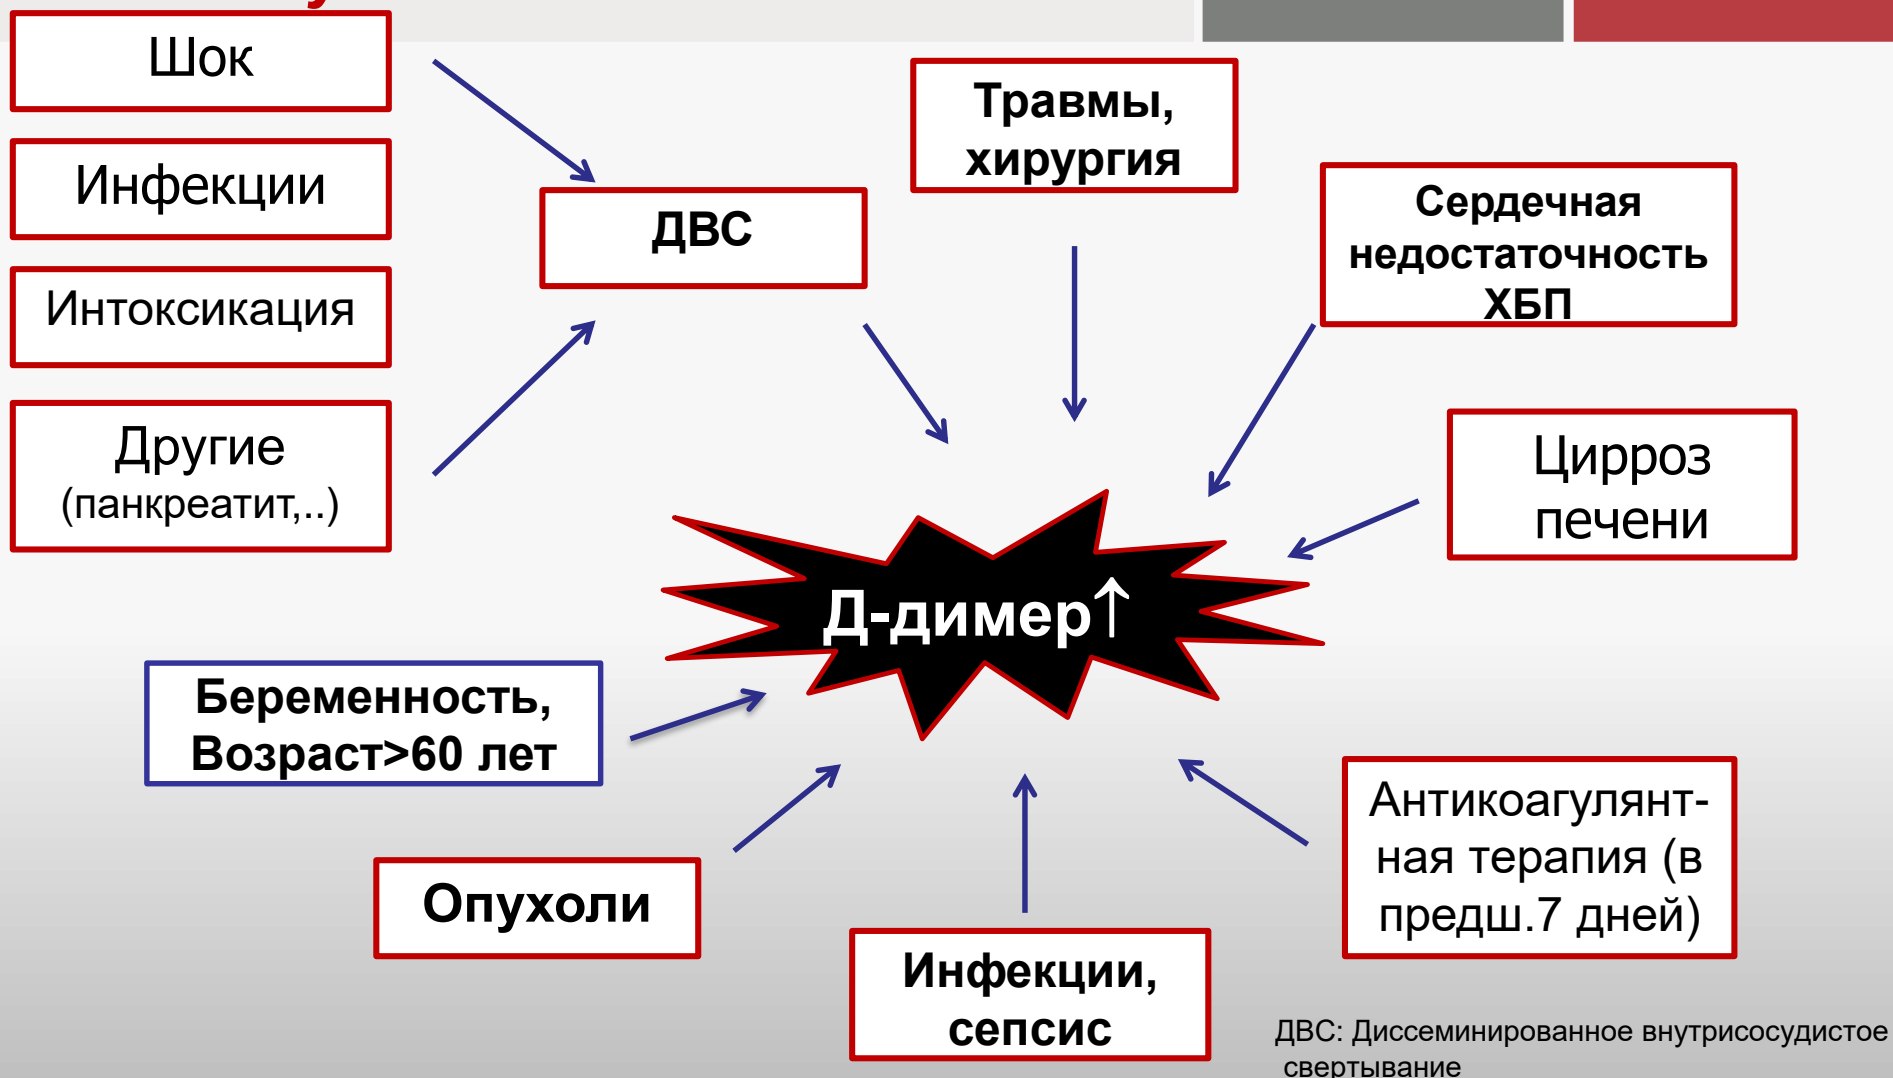 Шок
Инфекции
Интоксикация
Другие
(панкреатит,..)
ДВС
Травмы,
хирургия
Сердечная
недостаточность
ХБП
Цирроз
печени
Д-димер↑
Беременность,
Возраст>60 лет
Опухоли
Инфекции,
сепсис
Антикоагулянт-
ная терапия (в
предш.7 дней)
ДВС: Диссеминированное внутрисосудистое
свертывание